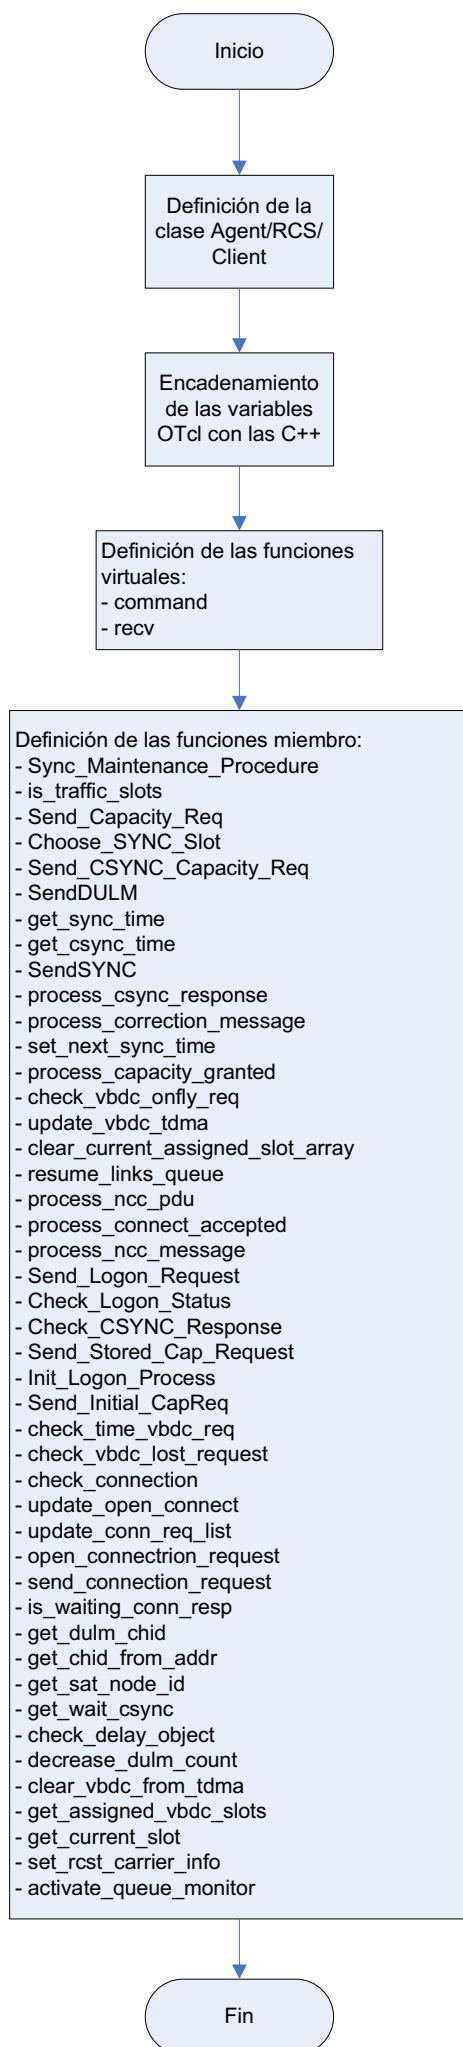 Inicio
Definición de la
clase Agent/RCS/
Client
Encadenamiento
de las variables
OTcl con las C++
Definición de las funciones
virtuales:
- command
- recv
Definición de las funciones miembro:
- Sync_Maintenance_Procedure
- is_traffic_slots
- Send_Capacity_Req
- Choose_SYNC_Slot
- Send_CSYNC_Capacity_Req
- SendDULM
- get_sync_time
- get_csync_time
- SendSYNC
- process_csync_response
- process_correction_message
- set_next_sync_time
- process_capacity_granted
- check_vbdc_onfly_req
- update_vbdc_tdma
- clear_current_assigned_slot_array
- resume_links_queue
- process_ncc_pdu
- process_connect_accepted
- process_ncc_message
- Send_Logon_Request
- Check_Logon_Status
- Check_CSYNC_Response
- Send_Stored_Cap_Request
- Init_Logon_Process
- Send_Initial_CapReq
- check_time_vbdc_req
- check_vbdc_lost_request
- check_connection
- update_open_connect
- update_conn_req_list
- open_connectrion_request
- send_connection_request
- is_waiting_conn_resp
- get_dulm_chid
- get_chid_from_addr
- get_sat_node_id
- get_wait_csync
- check_delay_object
- decrease_dulm_count
- clear_vbdc_from_tdma
- get_assigned_vbdc_slots
- get_current_slot
- set_rcst_carrier_info
- activate_queue_monitor
Fin